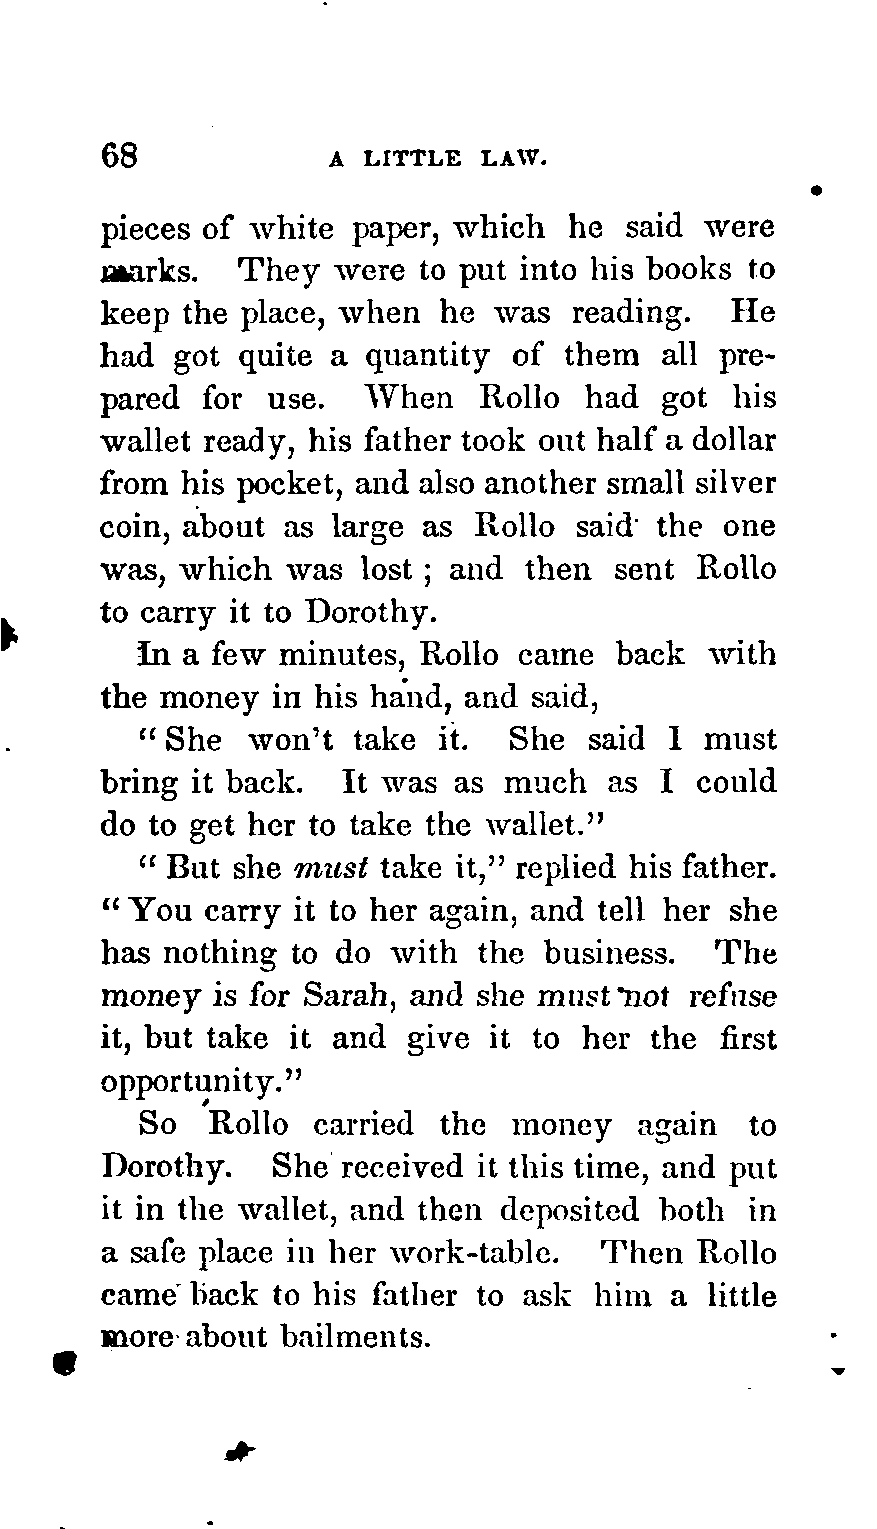 68 A LITTLE LAW.
pieces of white paper, which he said were
marks. They were to put into his books to
keep the place, when he was reading. He
had got quite a quantity of them all pre-
pared for use. When Rollo had got his
wallet ready, his father took out half a dollar
from his pocket, and also another small silver
coin, about as large as Rollo said the one
was, which was lost ; and then sent Rollo
to carry it to Dorothy.
In a few minutes, Rollo came back with
the money in his hand, and said,
“ She won’t take it. She said I must
bring it back. It was as much as I could
do to get her to take the wallet.”
“ But she must take it,” replied his father.
“ You carry it to her again, and tell her she
has nothing to do with the business. The
money is for Sarah, and she must not refuse
it, but take it and give it to her the first
opportunity.”
So Rollo carried the money again to
Dorothy. She received it this time, and put
it in the wallet, and then deposited both in
a safe place in her work-table. Then Rollo
came back to his father to ask him a little
more about bailments.